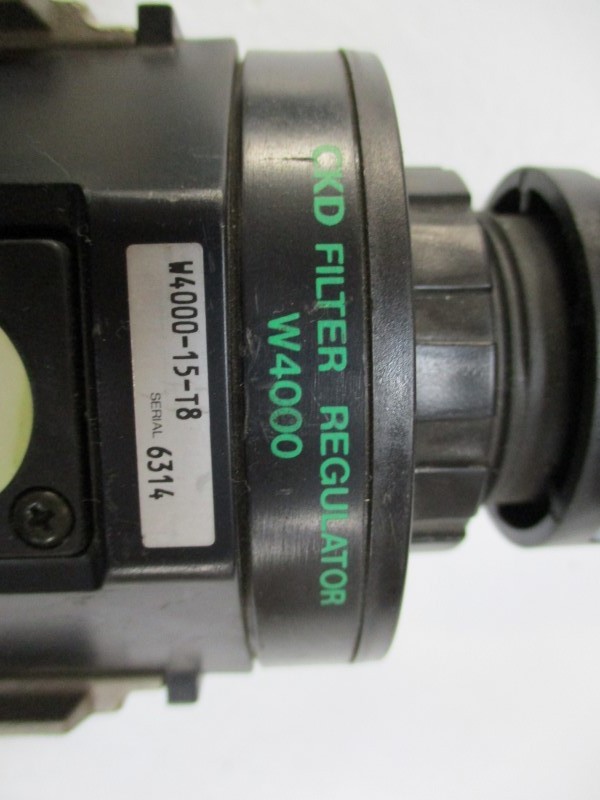 CKD FILTER REGULATOR
W4000
W4000-15-T8
SERIAL 6314